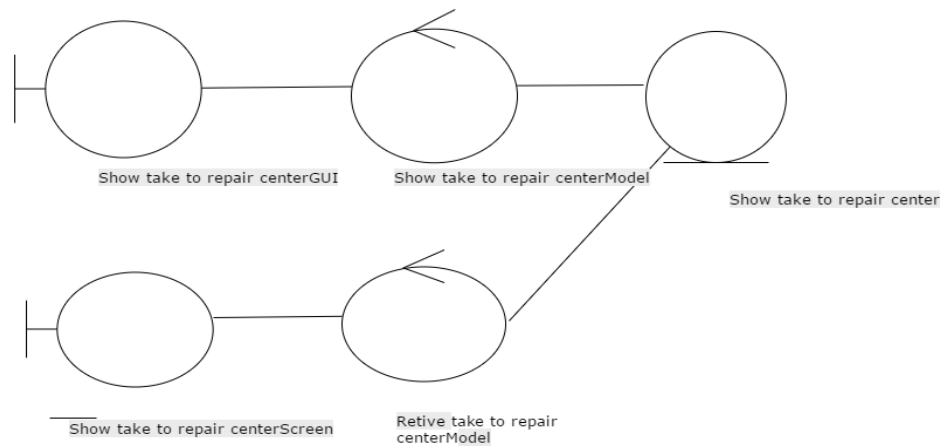 Show take to repair centerGUI
Show take to repair centerModel
Show take to repair center
Show take to repair centerScreen
Retive take to repair
centerModel